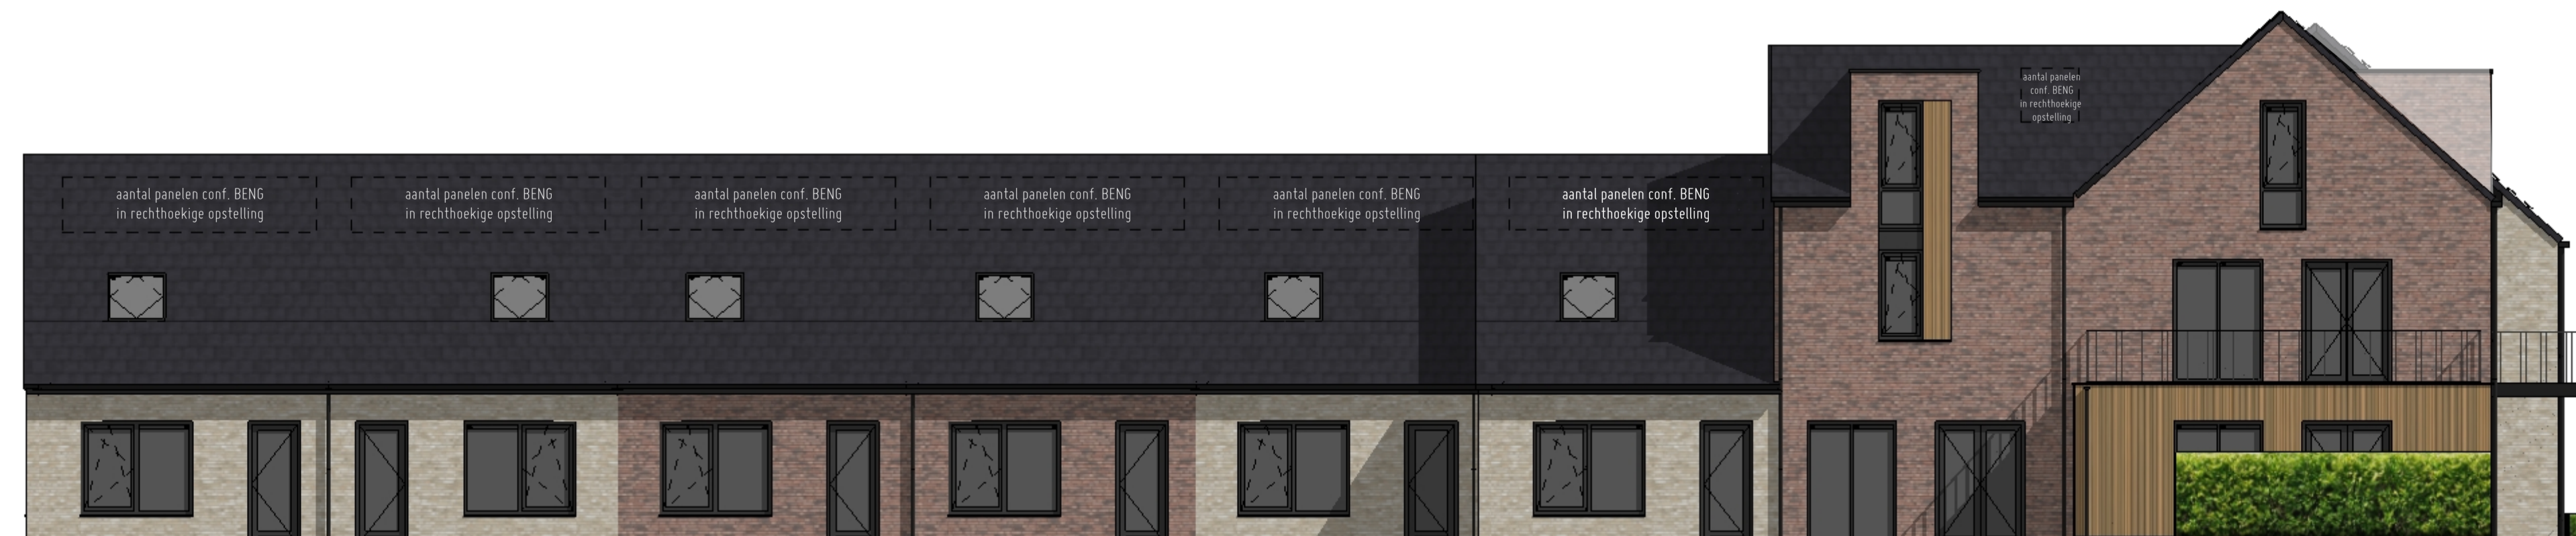 aantal panelen conf. BENG
in rechthoekige opstelling
aantal panelen conf. BENG
in rechthoekige opstelling
aantal panelen conf. BENG
in rechthoekige opstelling
aantal panelen conf. BENG
in rechthoekige opstelling
aantal panelen conf. BENG
in rechthoekige opstelling
aantal panelen conf. BENG
in rechthoekige opstelling
aantal panelen
conf. BENG
in rechthoekige
opstelling